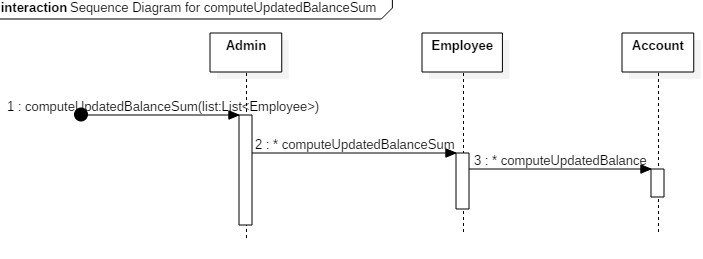 interaction Sequence Diagram for computeUpdatedBalanceSum
Admin
Employee
Account
1 : computeUpdatedBalanceSum(list:List<Employee>)
2 : * computeUpdatedBalanceSum
3 : * computeUpdatedBalance